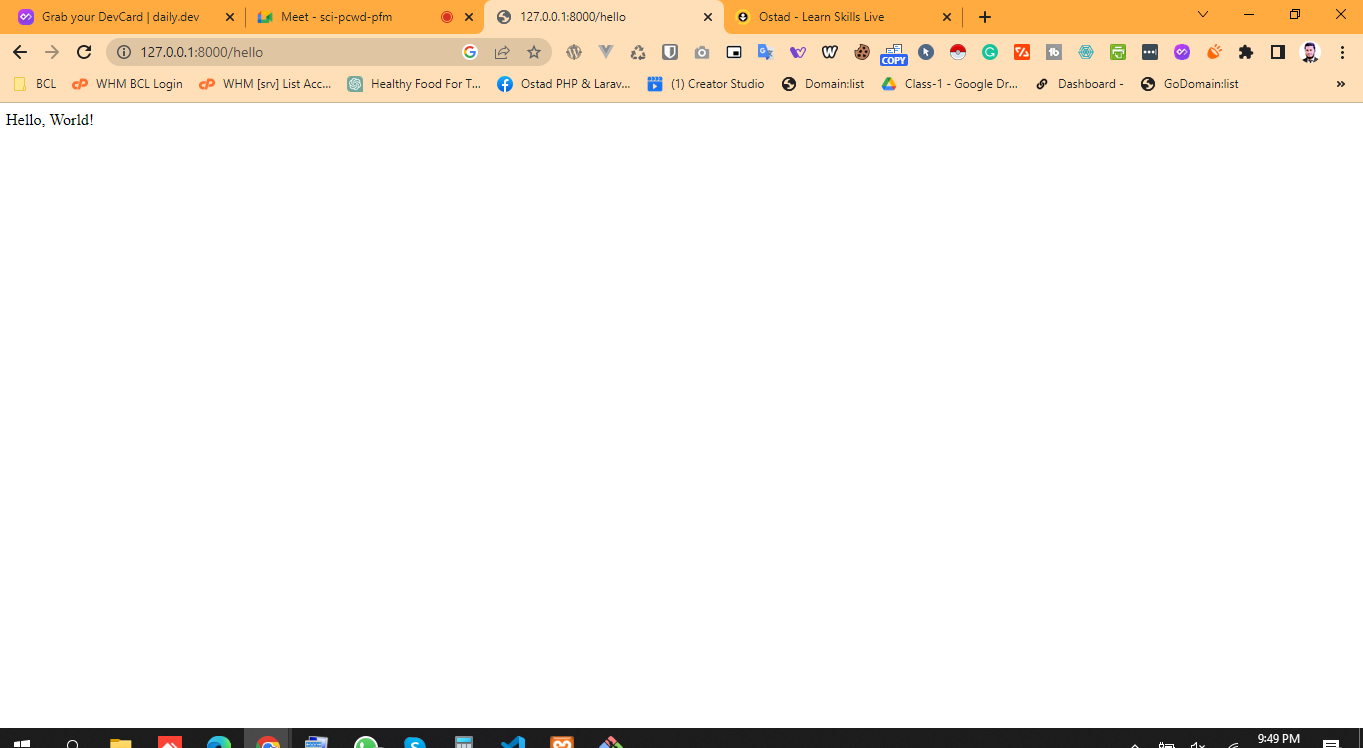 Grab your DevCard | daily.dev
Meet - sci-pcwd-pfm
127.0.0.1:8000/hello
Ostad - Learn Skills Live
127.0.0.1:8000/hello
COPY
BCL
WHM BCL Login
WHM [srv] List Acc...
Healthy Food For T...
Ostad PHP & Larav...
(1) Creator Studio
Domain:list
Class-1 - Google Dr...
Dashboard -
GoDomain:list
Hello, World!
9:49 PM